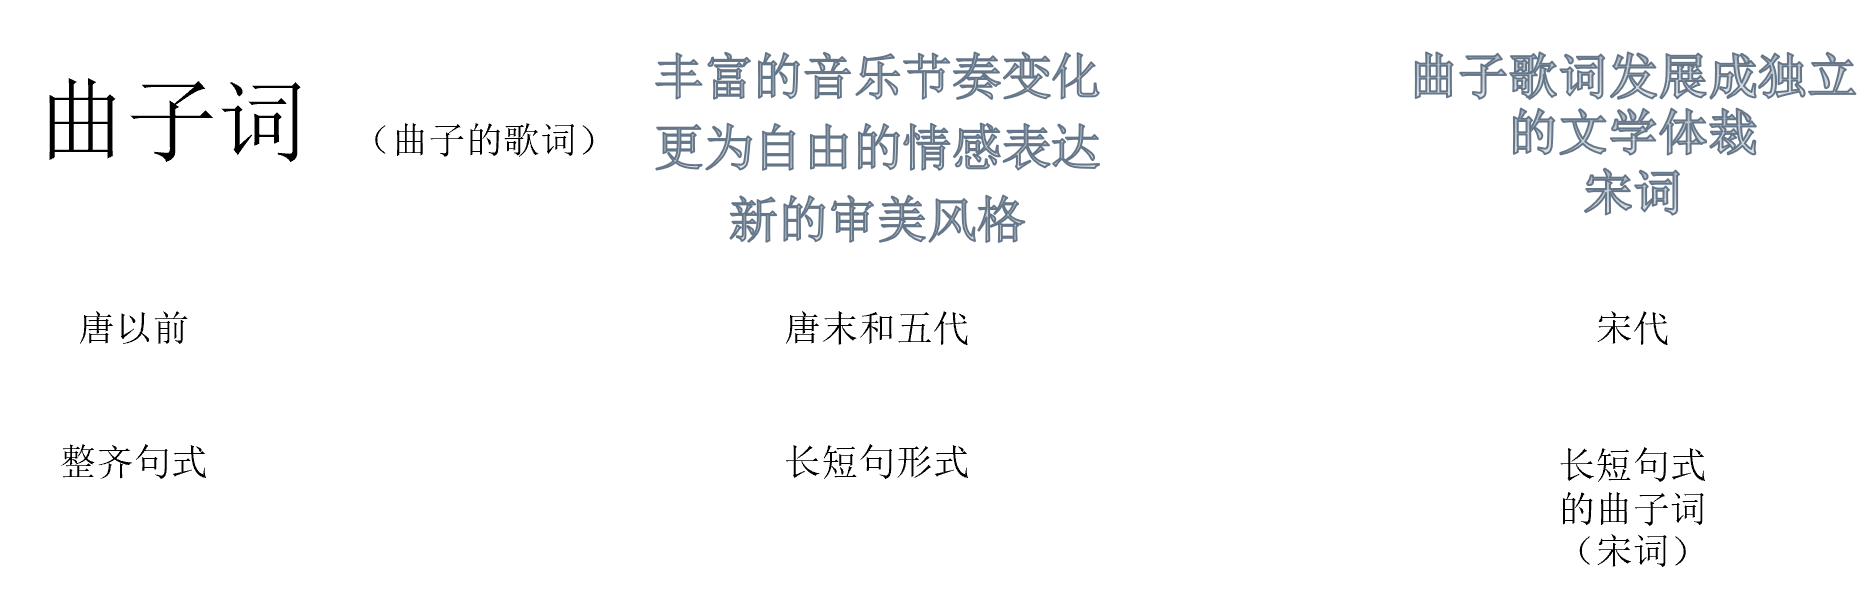 曲子词
（曲子的歌词）
丰富的音乐节奏变化
更为自由的情感表达
新的审美风格
曲子歌词发展成独立
的文学体裁
宋词
唐以前
唐末和五代
宋代
整齐句式
长短句形式
长短句式
的曲子词
（宋词）